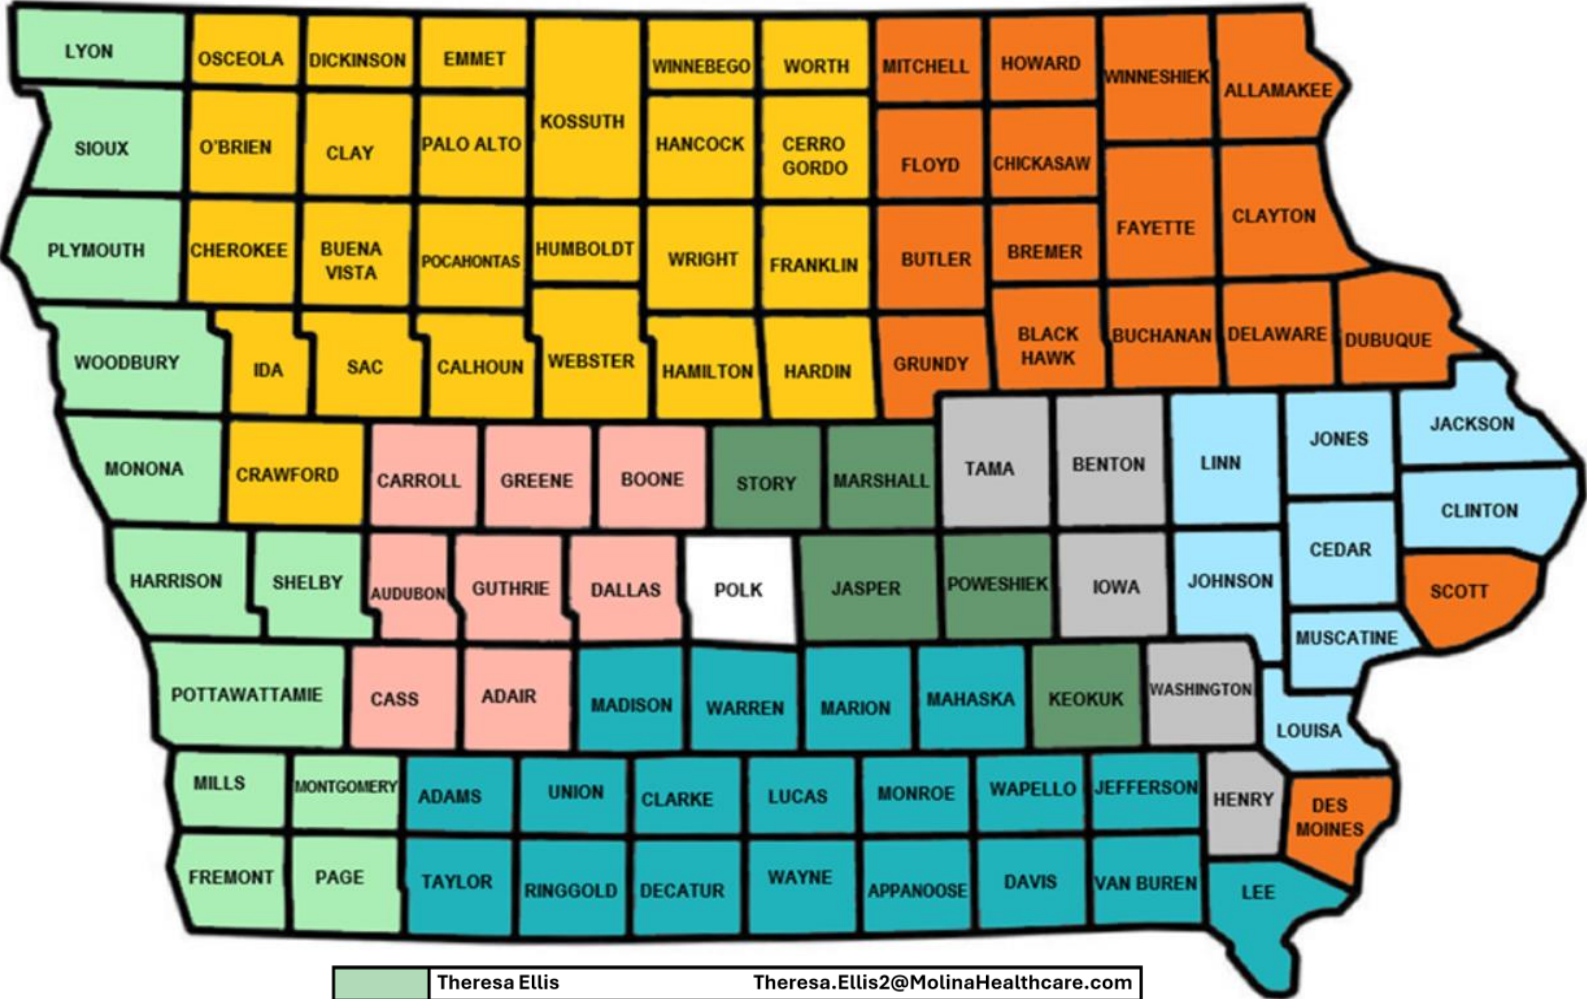 LYON
OSCEOLA
DICKINSON
EMMET
KOSSUTH
WINNEBEGO
WORTH
MITCHELL
HOWARD
WINNESHIEK
ALLAMAKEE
SIOUX
O'BRIEN
CLAY
PALO ALTO
HANCOCK
CERRO
GORDO
FLOYD
CHICKASAW
FAYETTE
CLAYTON
PLYMOUTH
CHEROKEE
BUENA
VISTA
POCAHONTAS
HUMBOLDT
WRIGHT
FRANKLIN
BUTLER
BREMER
WOODBURY
IDA
SAC
CALHOUN
WEBSTER
HAMILTON
HARDIN
GRUNDY
BLACK
HAWK
BUCHANAN
DELAWARE
DUBUQUE
MONONA
CRAWFORD
CARROLL
GREENE
BOONE
STORY
MARSHALL
TAMA
BENTON
LINN
JONES
JACKSON
CLINTON
HARRISON
SHELBY
AUDUBON
GUTHRIE
DALLAS
POLK
JASPER
POWESHIEK
IOWA
JOHNSON
CEDAR
SCOTT
MUSCATINE
POTTAWATTAMIE
CASS
ADAIR
MADISON
WARREN
MARION
MAHASKA
KEOKUK
WASHINGTON
LOUISA
MILLS
MONTGOMERY
ADAMS
UNION
CLARKE
LUCAS
MONROE
WAPELLO
JEFFERSON
HENRY
DES
MOINES
FREMONT
PAGE
TAYLOR
RINGGOLD
DECATUR
WAYNE
APPANOOSE
DAVIS
VAN BUREN
LEE
Theresa Ellis Theresa.Ellis2@MolinaHealthcare.com